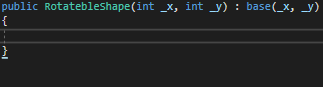 public RotatebleShape(int _x, int _y) : base(_x, _y)
{
}